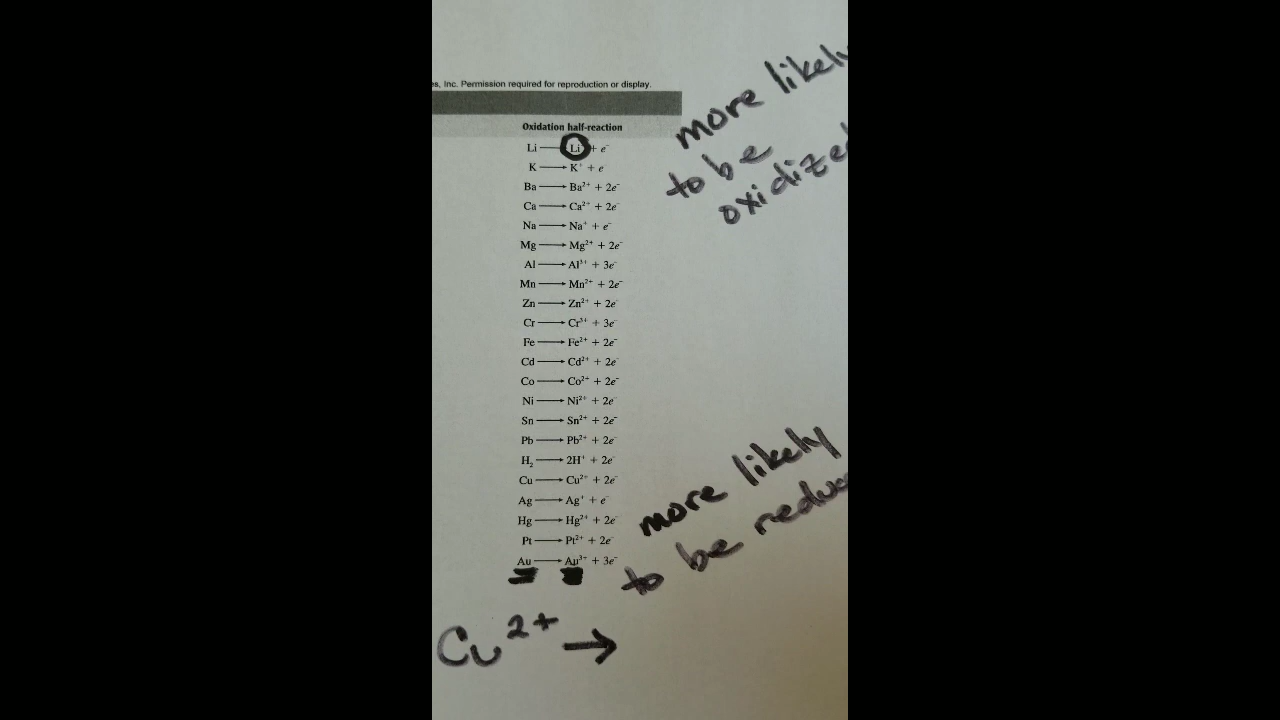 Inc. Permission required for reproduction or display.
Oxidation half-reaction
Li ⟶ Li + e⁻
K ⟶ K⁺ + e
Ba ⟶ Ba²⁺ + 2e⁻
Ca ⟶ Ca²⁺ + 2e⁻
Na ⟶ Na⁺ + e⁻
Mg ⟶ Mg²⁺ + 2e⁻
Al ⟶ Al³⁺ + 3e⁻
Mn ⟶ Mn²⁺ + 2e⁻
Zn ⟶ Zn²⁺ + 2e⁻
Cr ⟶ Cr³⁺ + 3e⁻
Fe ⟶ Fe²⁺ + 2e⁻
Cd ⟶ Cd²⁺ + 2e⁻
Co ⟶ Co²⁺ + 2e⁻
Ni ⟶ Ni²⁺ + 2e⁻
Sn ⟶ Sn²⁺ + 2e⁻
Pb ⟶ Pb²⁺ + 2e⁻
H₂ ⟶ 2H⁺ + 2e⁻
Cu ⟶ Cu²⁺ + 2e⁻
Ag ⟶ Ag⁺ + e⁻
Hg ⟶ Hg²⁺ + 2e⁻
Pt ⟶ Pt²⁺ + 2e⁻
Au ⟶ Au³⁺ + 3e⁻
more likely
to be
oxidized
more likely
to be
Cu²⁺ →